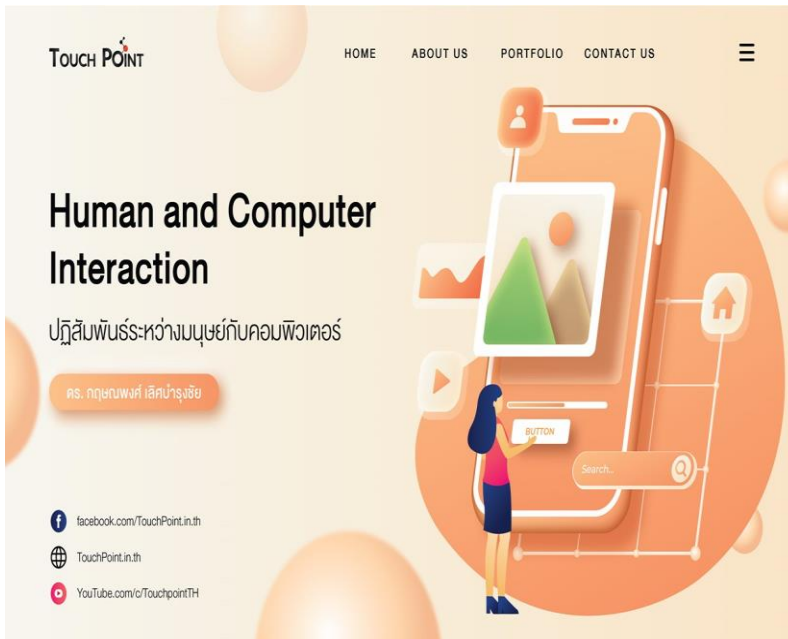 TOUCH POINT
HOME ABOUT US PORTFOLIO CONTACT US
Human and Computer
Interaction
ปฏิสัมพันธ์ระหว่างมนุษย์กับคอมพิวเตอร์
ดร. กฤษณพงศ์ เลิศบำรุงชัย
BUTTON
Search...
facebook.com/TouchPoint.in.th
TouchPoint.in.th
YouTube.com/c/TouchpointTH